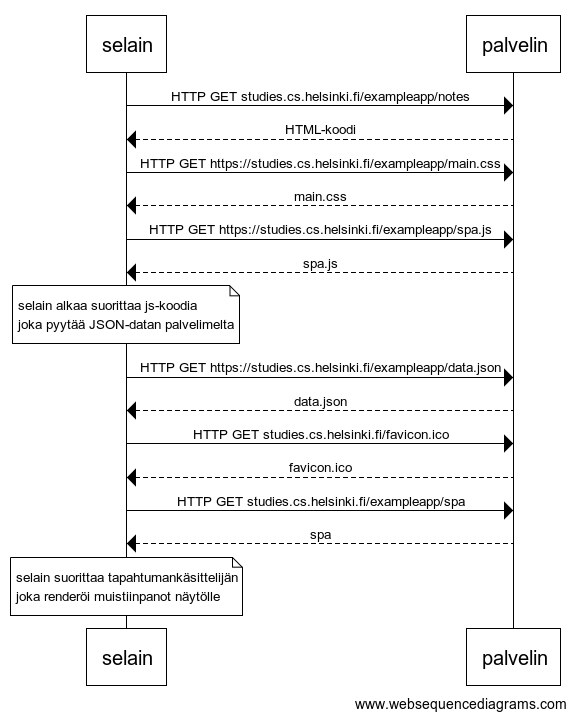 selain
palvelin
HTTP GET studies.cs.helsinki.fi/exampleapp/notes
HTML-koodi
HTTP GET https://studies.cs.helsinki.fi/exampleapp/main.css
main.css
HTTP GET https://studies.cs.helsinki.fi/exampleapp/spa.js
spa.js
selain alkaa suorittaa js-koodia
joka pyytää JSON-datan palvelimelta
HTTP GET https://studies.cs.helsinki.fi/exampleapp/data.json
data.json
HTTP GET studies.cs.helsinki.fi/favicon.ico
favicon.ico
HTTP GET studies.cs.helsinki.fi/exampleapp/spa
spa
selain suorittaa tapahtumankäsittelijän
joka renderöi muistiinpanot näytölle
selain
palvelin
www.websequencediagrams.com